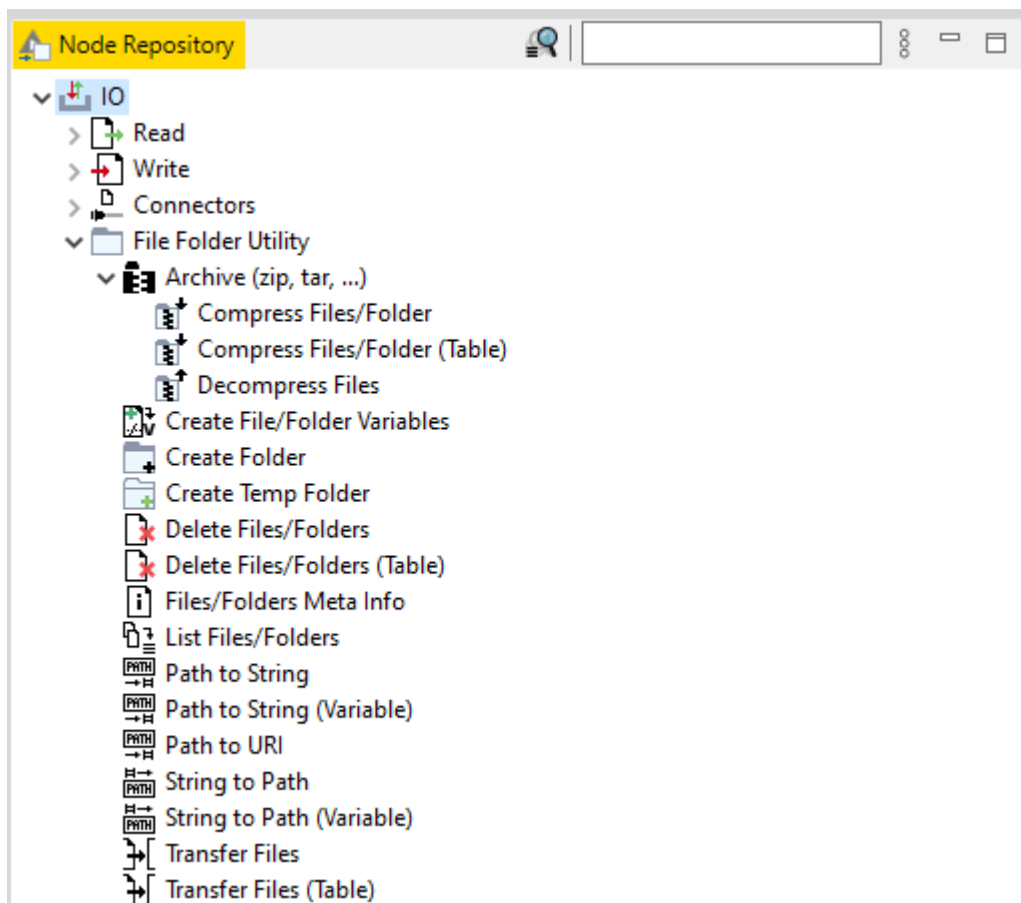 Node Repository
IO
Read
Write
Connectors
File Folder Utility
Archive (zip, tar, ...)
Compress Files/Folder
Compress Files/Folder (Table)
Decompress Files
Create File/Folder Variables
Create Folder
Create Temp Folder
Delete Files/Folders
Delete Files/Folders (Table)
Files/Folders Meta Info
List Files/Folders
Path to String
Path to String (Variable)
Path to URI
String to Path
String to Path (Variable)
Transfer Files
Transfer Files (Table)